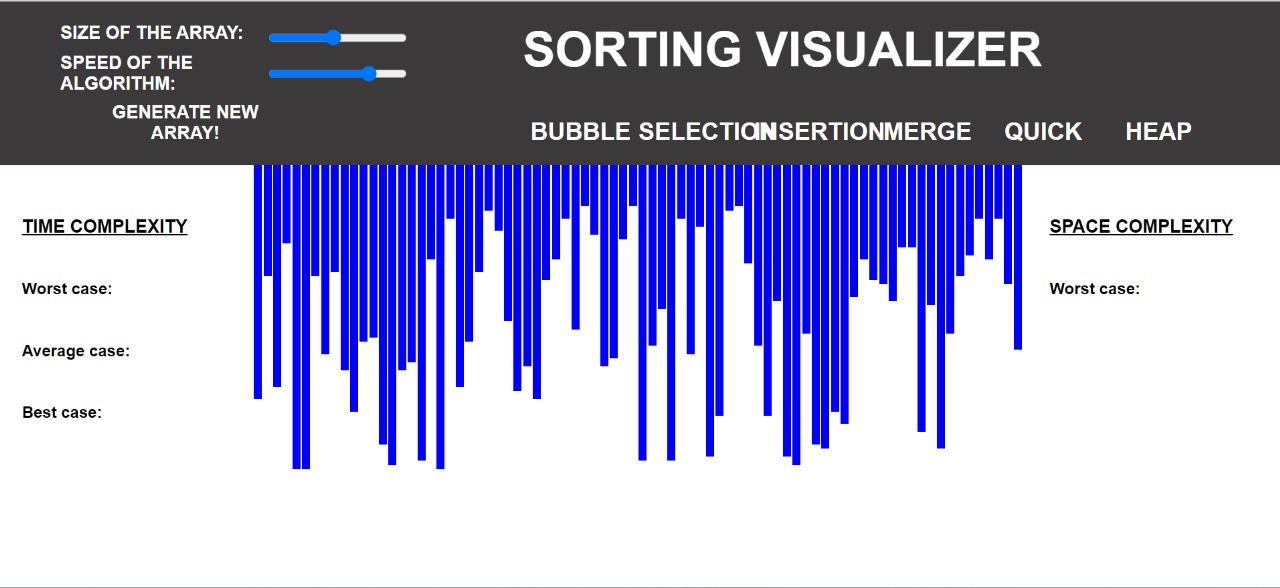 SIZE OF THE ARRAY:
SPEED OF THE
ALGORITHM:
GENERATE NEW
ARRAY!
SORTING VISUALIZER
BUBBLE SELECTION INSERTION MERGE QUICK HEAP
TIME COMPLEXITY
Worst case:
Average case:
Best case:
SPACE COMPLEXITY
Worst case: